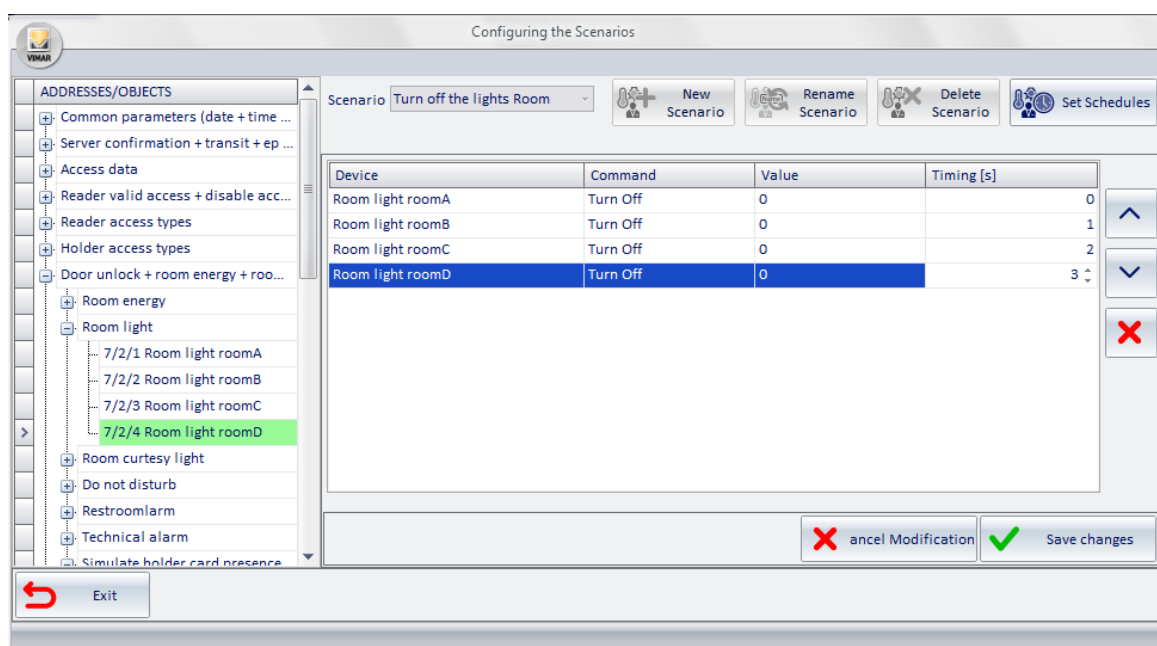 Configuring the Scenarios
VIMAR
ADDRESSES/OBJECTS
Common parameters (date + time ...
Server confirmation + transit + ep ...
Access data
Reader valid access + disable acc...
Reader access types
Holder access types
Door unlock + room energy + roo...
Room energy
Room light
7/2/1 Room light roomA
7/2/2 Room light roomB
7/2/3 Room light roomC
7/2/4 Room light roomD
Room curtesy light
Do not disturb
Restroomlarm
Technical alarm
Simulate holder card presence
Scenario Turn off the lights Room
New Scenario
Rename Scenario
Delete Scenario
Set Schedules
Device Command Value Timing [s]
Room light roomA Turn Off 0 0
Room light roomB Turn Off 0 1
Room light roomC Turn Off 0 2
Room light roomD Turn Off 0 3
ancel Modification
Save changes
Exit